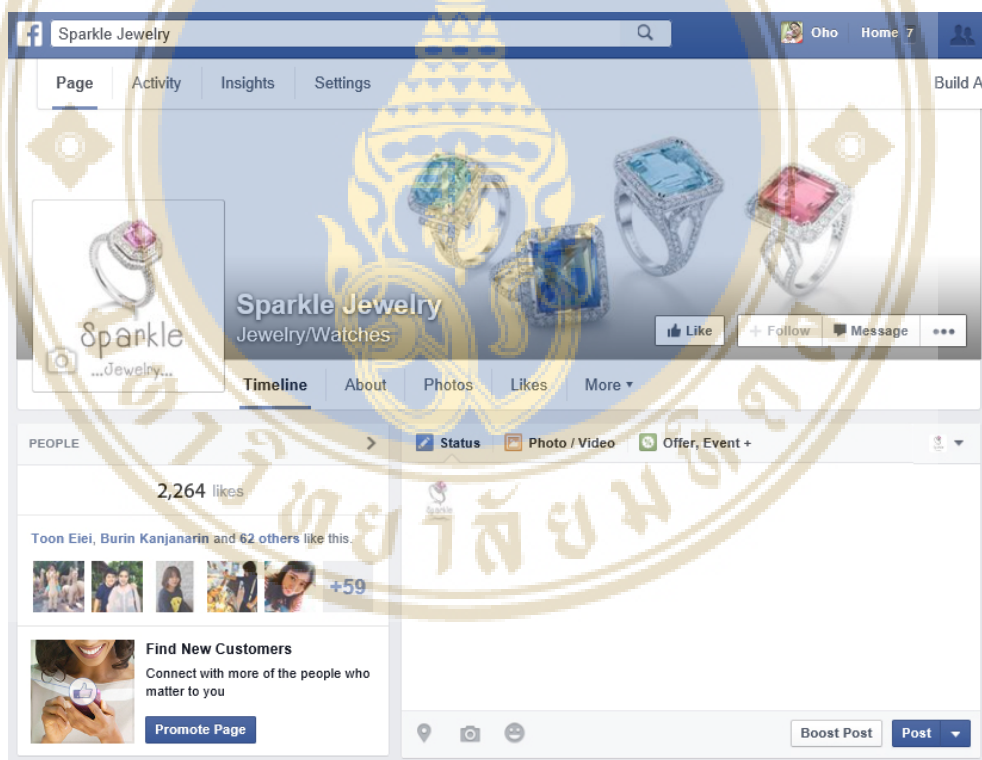 Sparkle Jewelry
Oho Home 7
Page Activity Insights Settings
Build A
Sparkle
...Jewelry...
Sparkle Jewelry
Jewelry/Watches
Like + Follow Message •••
Timeline About Photos Likes More ▾
PEOPLE
Status Photo / Video Offer, Event +
2,264 likes
Sparkle
Toon Eiei, Burin Kanjanarin and 62 others like this.
+59
Find New Customers
Connect with more of the people who
matter to you
Promote Page
Boost Post Post